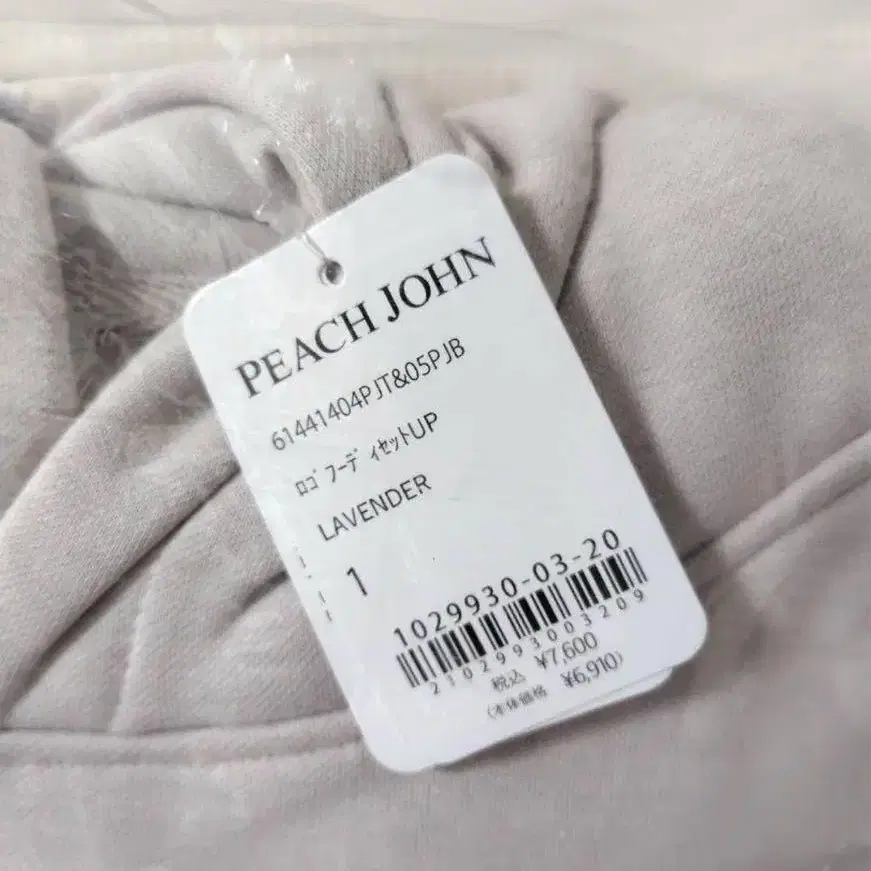 PEACH JOHN
61441404PJT&05PJB
ﾛｺﾞﾌｰﾃﾞｨｾｯﾄUP
LAVENDER
1
1029930-03-20
2102993003209
税込 ¥7,600
(本体価格 ¥6,910)